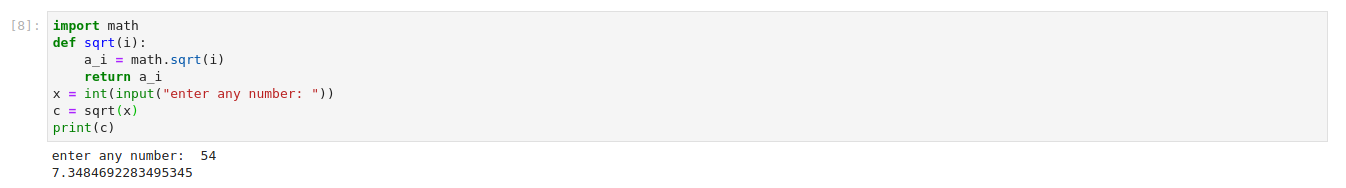 [8]: import math
def sqrt(i):
    a_i = math.sqrt(i)
    return a_i
x = int(input("enter any number: "))
c = sqrt(x)
print(c)
enter any number:  54
7.3484692283495345